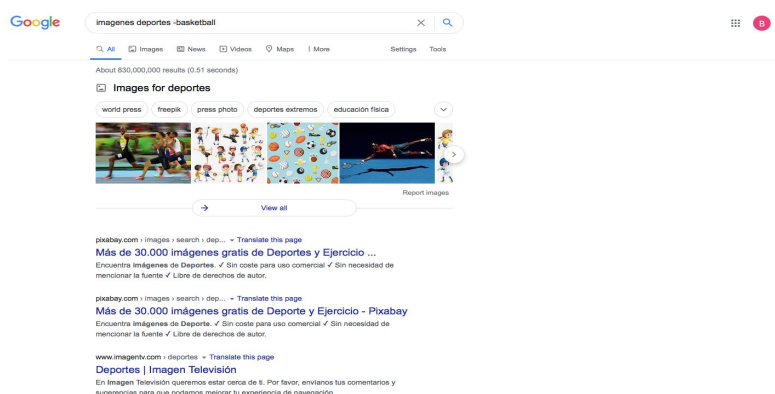 Google
imagenes deportes -basketball
B
All Images News Videos Maps | More Settings Tools
About 830,000,000 results (0.51 seconds)
Images for deportes
world press freepik press photo deportes extremos educación física
Report images
View all
pixabay.com › images › search › dep... Translate this page
Más de 30.000 imágenes gratis de Deportes y Ejercicio ...
Encuentra imágenes de Deportes. ✓ Sin coste para uso comercial ✓ Sin necesidad de
mencionar la fuente ✓ Libre de derechos de autor.
pixabay.com › images › search › dep... Translate this page
Más de 30.000 imágenes gratis de Deporte y Ejercicio - Pixabay
Encuentra imágenes de Deporte. ✓ Sin coste para uso comercial ✓ Sin necesidad de
mencionar la fuente ✓ Libre de derechos de autor.
www.imagentv.com › deportes Translate this page
Deportes | Imagen Televisión
En Imagen Televisión queremos estar cerca de ti. Por favor, envíanos tus comentarios y
sugerencias para que podamos mejorar tu experiencia de navegación